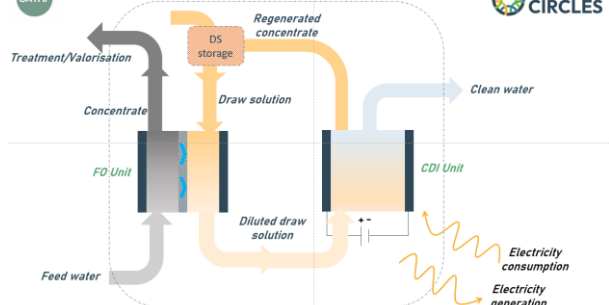 CIRCLES
Regenerated
concentrate
DS
storage
Treatment/Valorisation
Clean water
Concentrate
Draw solution
FO Unit
CDI Unit
Diluted draw
solution
+ -
Electricity
consumption
Feed water
Electricity
generation